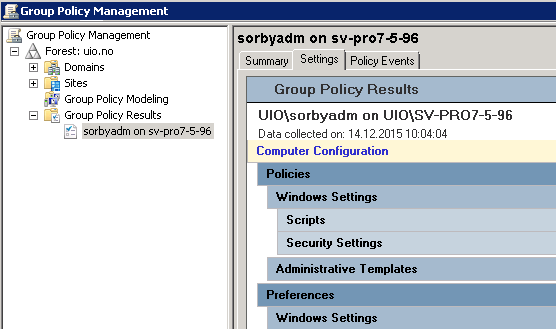 Group Policy Management
Group Policy Management
Forest: uio.no
Domains
Sites
Group Policy Modeling
Group Policy Results
sorbyadm on sv-pro7-5-96
sorbyadm on sv-pro7-5-96
Summary Settings Policy Events
Group Policy Results
UIO\sorbyadm on UIO\SV-PRO7-5-96
Data collected on: 14.12.2015 10:04:04
Computer Configuration
Policies
Windows Settings
Scripts
Security Settings
Administrative Templates
Preferences
Windows Settings